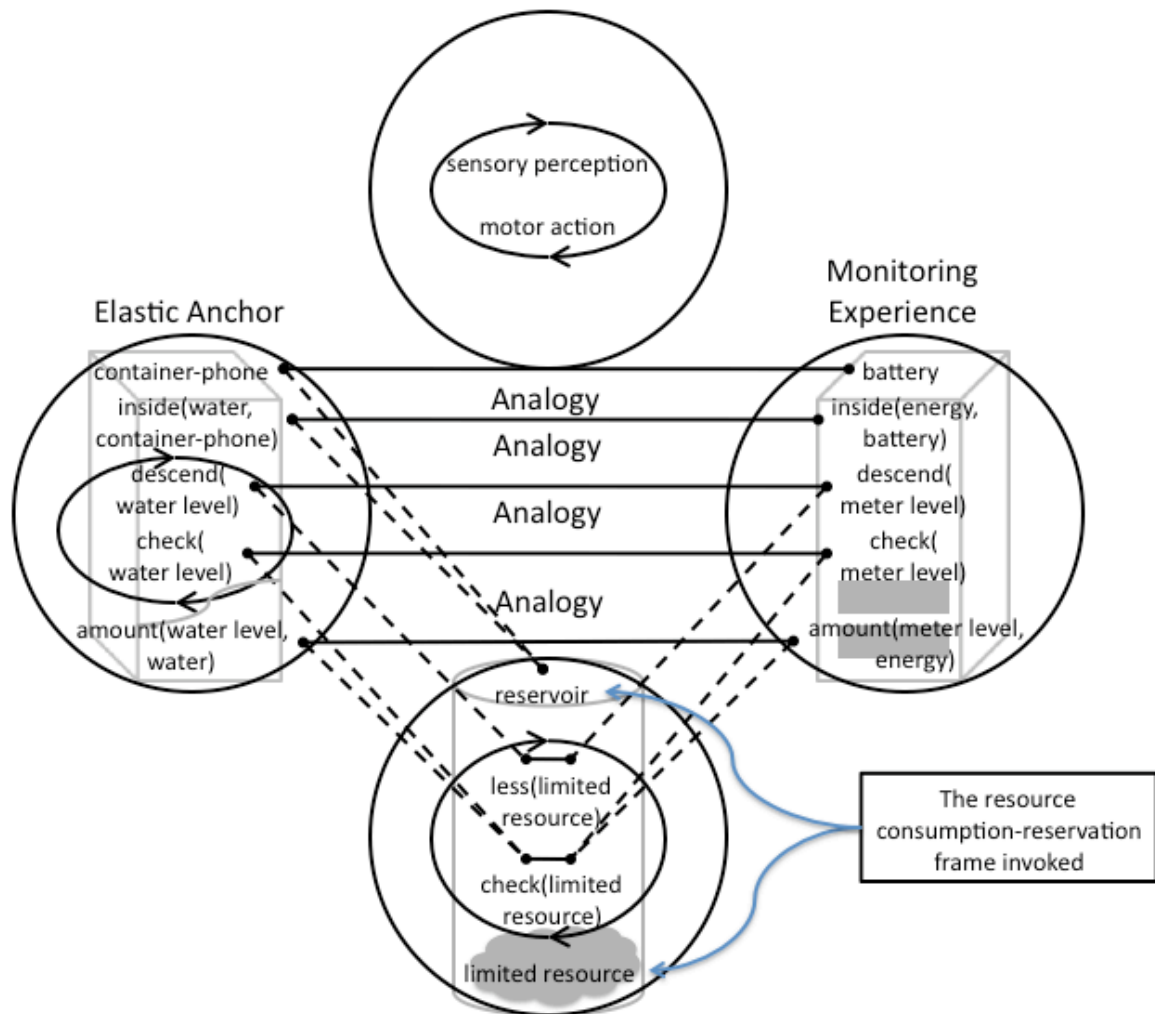 sensory perception
motor action
Elastic Anchor
Monitoring
Experience
container-phone
inside(water,
container-phone)
descend(
water level)
check(
water level)
amount(water level,
water)
Analogy
Analogy
Analogy
Analogy
battery
inside(energy,
battery)
descend(
meter level)
check(
meter level)
amount(meter level,
energy)
reservoir
less(limited
resource)
check(limited
resource)
limited resource
The resource
consumption-reservation
frame invoked